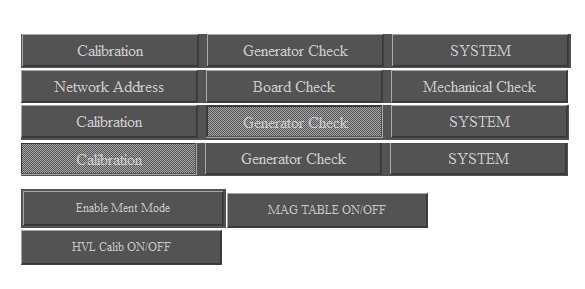 Calibration Generator Check SYSTEM
Network Address Board Check Mechanical Check
Calibration Generator Check SYSTEM
Calibration Generator Check SYSTEM
Enable Ment Mode MAG TABLE ON/OFF
HVL Calib ON/OFF